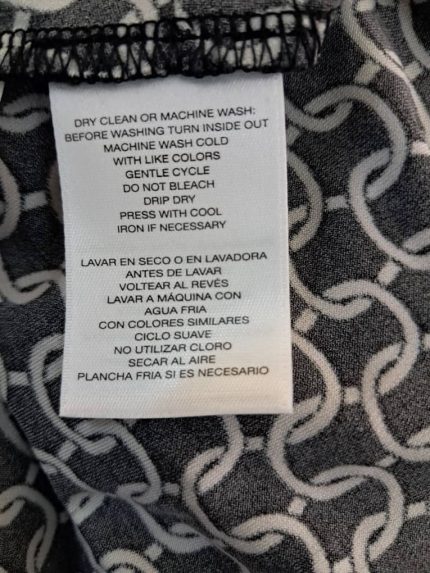 DRY CLEAN OR MACHINE WASH:
BEFORE WASHING TURN INSIDE OUT
MACHINE WASH COLD
WITH LIKE COLORS
GENTLE CYCLE
DO NOT BLEACH
DRIP DRY
PRESS WITH COOL
IRON IF NECESSARY
LAVAR EN SECO O EN LAVADORA
ANTES DE LAVAR
VOLTEAR AL REVÉS
LAVAR A MÁQUINA CON
AGUA FRIA
CON COLORES SIMILARES
CICLO SUAVE
NO UTILIZAR CLORO
SECAR AL AIRE
PLANCHA FRIA SI ES NECESARIO